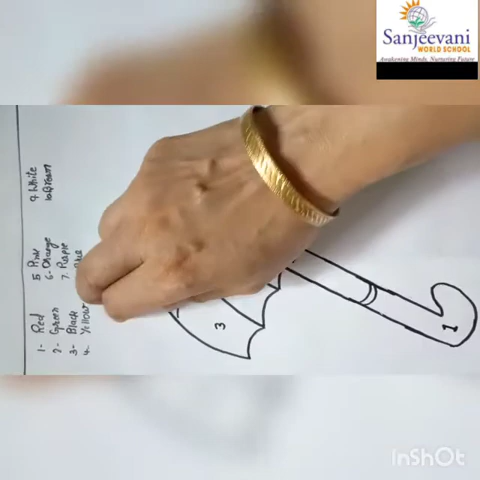 Sanjeevani
WORLD SCHOOL
Awakening Minds, Nurturing Future
1- Red
2- Green
3- Black
4. Yellow
5. Pink
6- Orange
7. Purple
9. White
10. Brown
3
1
InShOt